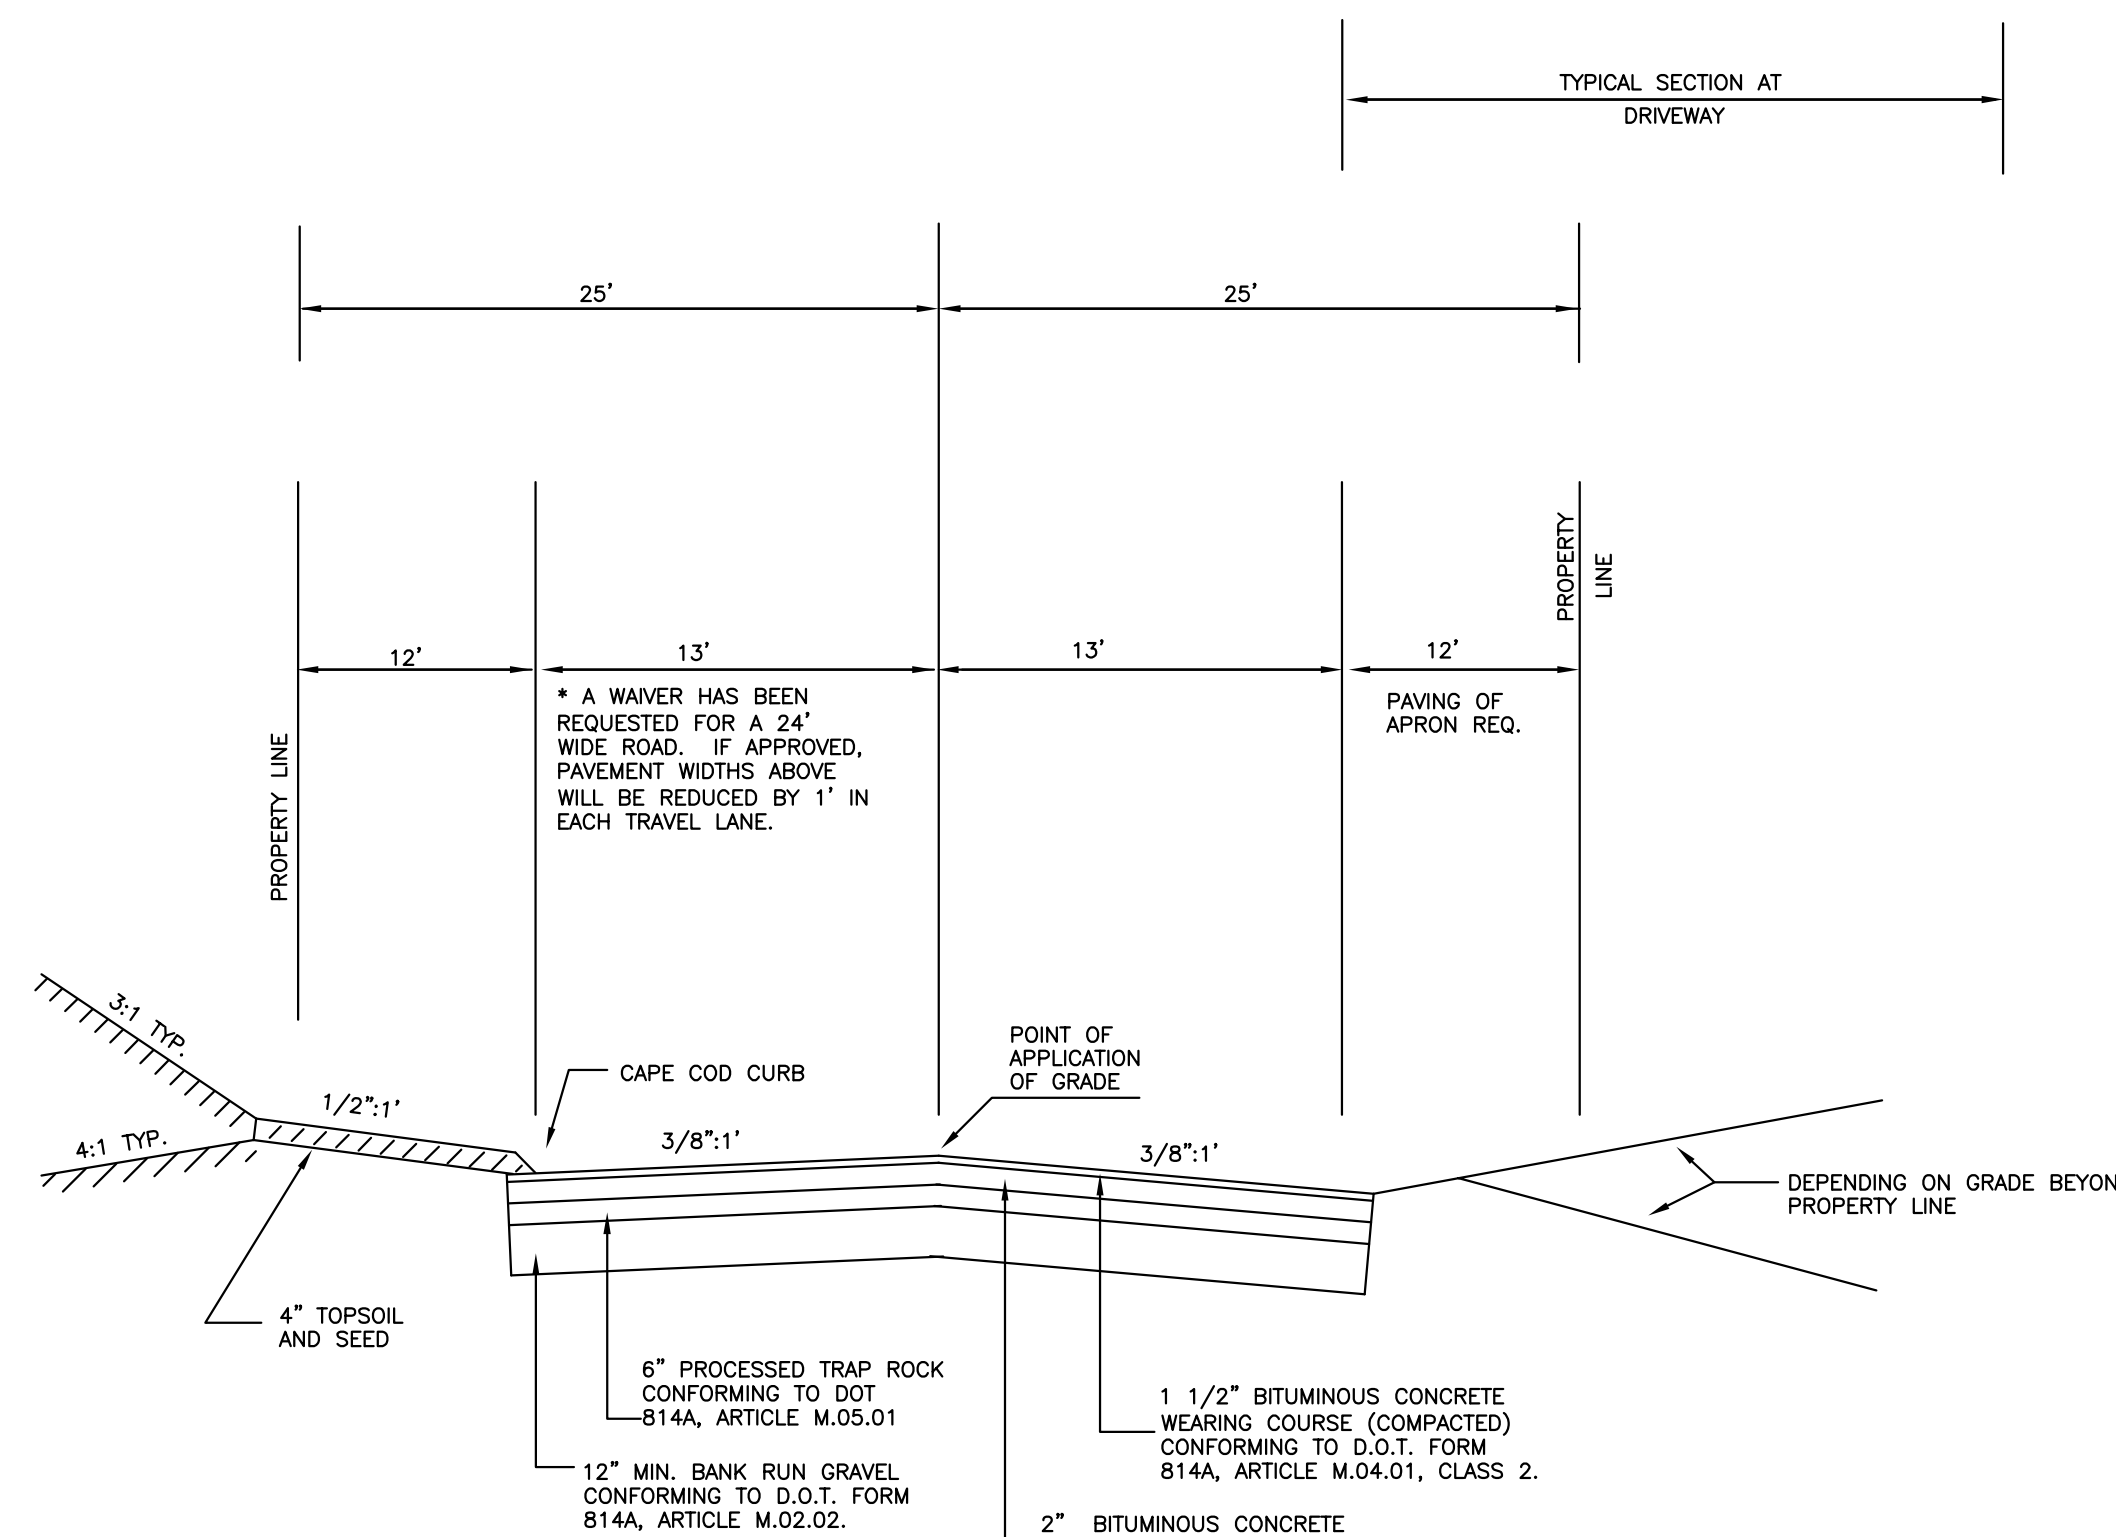 TYPICAL SECTION AT
DRIVEWAY
25'
25'
PROPERTY
LINE
12'
13'
13'
12'
* A WAIVER HAS BEEN
REQUESTED FOR A 24'
WIDE ROAD. IF APPROVED,
PAVEMENT WIDTHS ABOVE
WILL BE REDUCED BY 1' IN
EACH TRAVEL LANE.
PAVING OF
APRON REQ.
PROPERTY LINE
3:1 TYP.
POINT OF
APPLICATION
OF GRADE
CAPE COD CURB
1/2":1'
4:1 TYP.
3/8":1'
3/8":1'
DEPENDING ON GRADE BEYON
PROPERTY LINE
4" TOPSOIL
AND SEED
6" PROCESSED TRAP ROCK
CONFORMING TO DOT
814A, ARTICLE M.05.01
1 1/2" BITUMINOUS CONCRETE
WEARING COURSE (COMPACTED)
CONFORMING TO D.O.T. FORM
814A, ARTICLE M.04.01, CLASS 2.
12" MIN. BANK RUN GRAVEL
CONFORMING TO D.O.T. FORM
814A, ARTICLE M.02.02.
2" BITUMINOUS CONCRETE